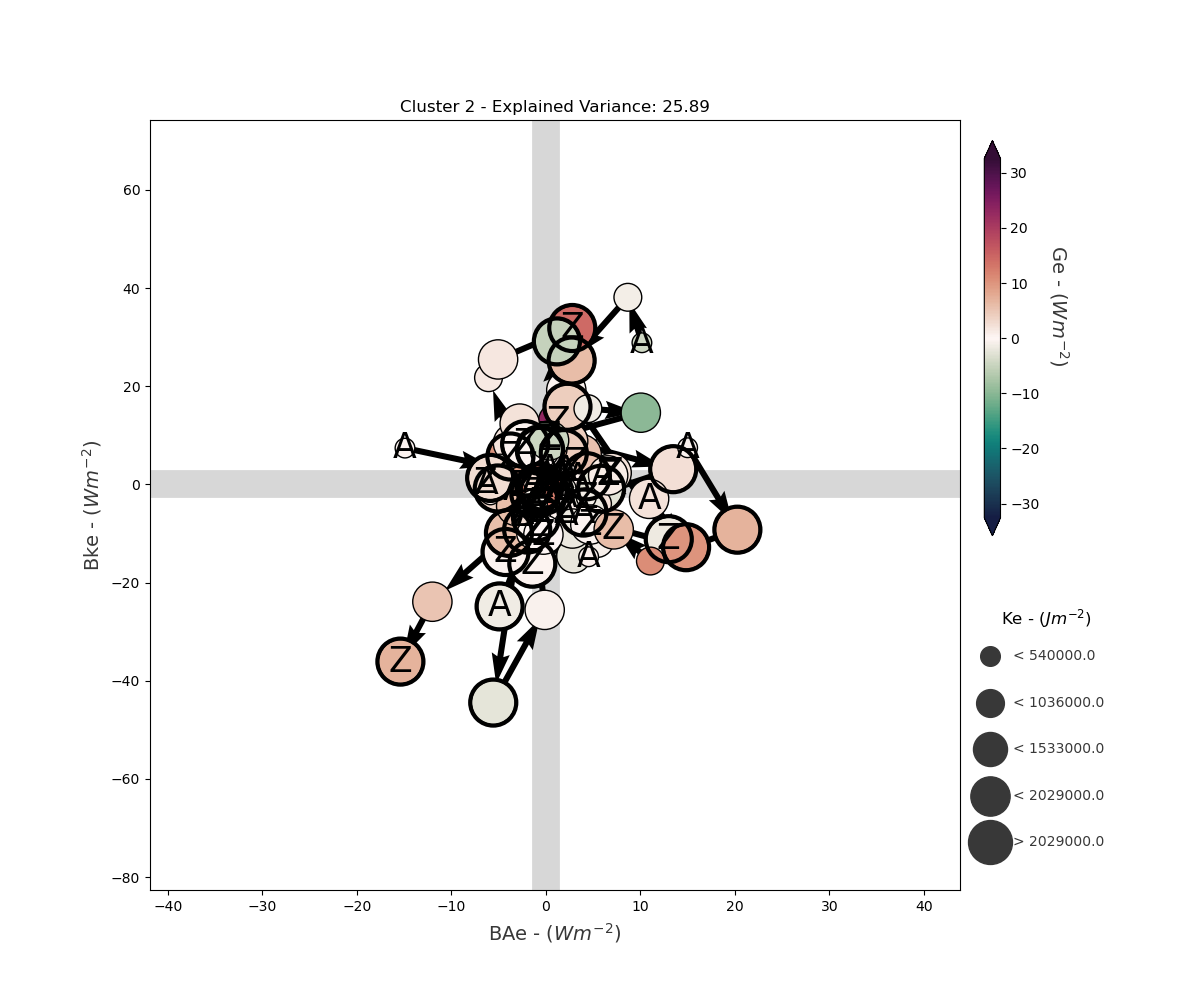 Cluster 2 - Explained Variance: 25.89
Bke - (Wm⁻²)
60
40
20
0
−20
−40
−60
−80
−40
−30
−20
−10
0
10
20
30
40
BAe - (Wm⁻²)
A
Z
A
Z
A
Z
A
Z
A
Z
A
Z
Z
A
Z
30
20
10
0
−10
−20
−30
Ge - (Wm⁻²)
Ke - (Jm⁻²)
< 540000.0
< 1036000.0
< 1533000.0
< 2029000.0
> 2029000.0